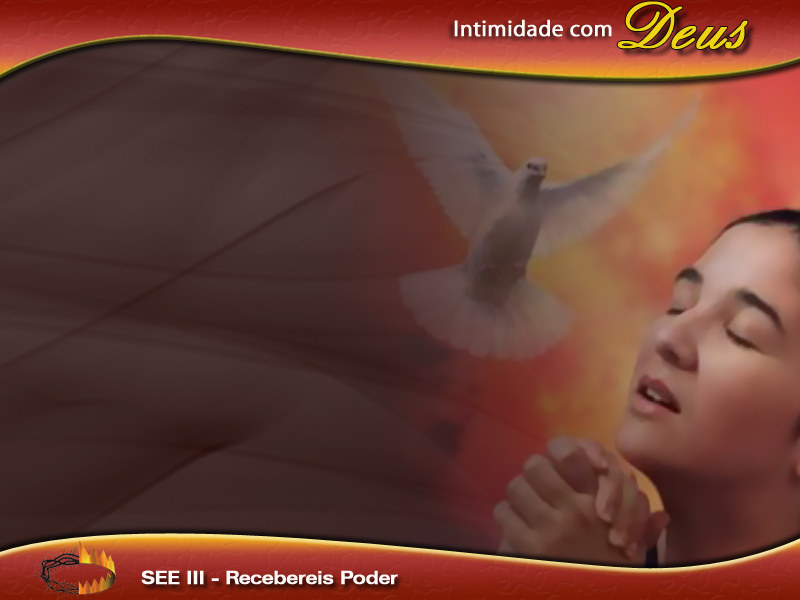 Intimidade com Deus
SEE III - Recebereis Poder